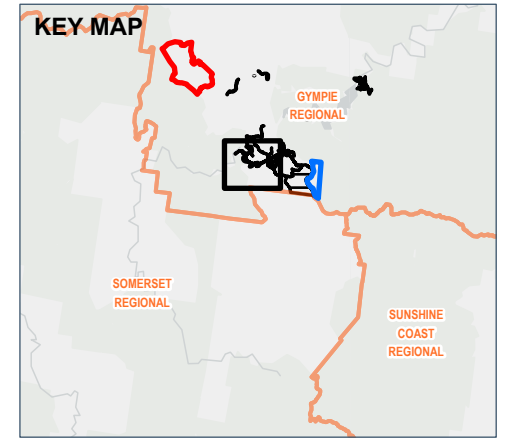 KEY MAP
GYMPIE
REGIONAL
SOMERSET
REGIONAL
SUNSHINE
COAST
REGIONAL